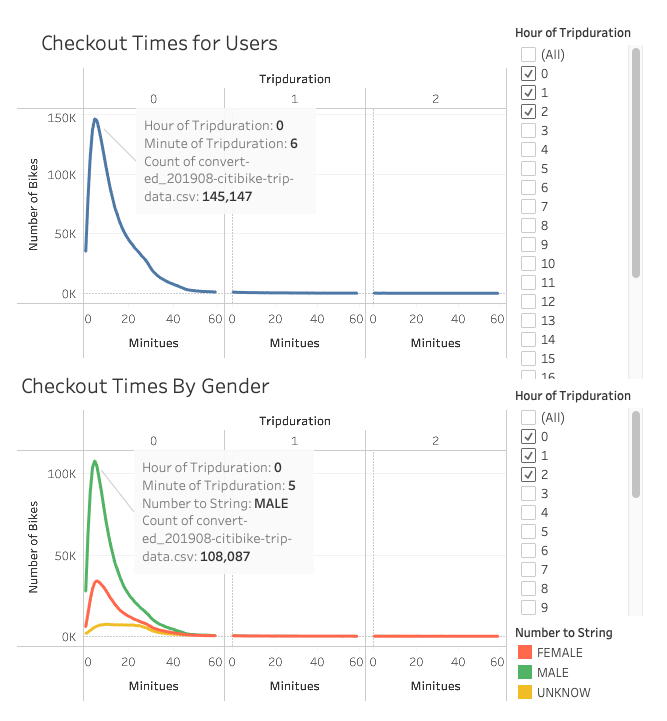 Checkout Times for Users
Tripduration
0 1 2
150K
100K
50K
0K
Number of Bikes
Hour of Tripduration: 0
Minute of Tripduration: 6
Count of convert-
ed_201908-citibike-trip-
data.csv: 145,147
0 20 40 0 20 40 60 0 20 40 60
Minitues Minitues Minitues
Hour of Tripduration
(All)
0
1
2
3
4
5
6
7
8
9
10
11
12
13
14
15
16
Checkout Times By Gender
Tripduration
0 1 2
100K
50K
0K
Number of Bikes
Hour of Tripduration: 0
Minute of Tripduration: 5
Number to String: MALE
Count of convert-
ed_201908-citibike-trip-
data.csv: 108,087
0 20 40 0 20 40 60 0 20 40 60
Minitues Minitues Minitues
Hour of Tripduration
(All)
0
1
2
3
4
5
6
7
8
9
Number to String
FEMALE
MALE
UNKNOW